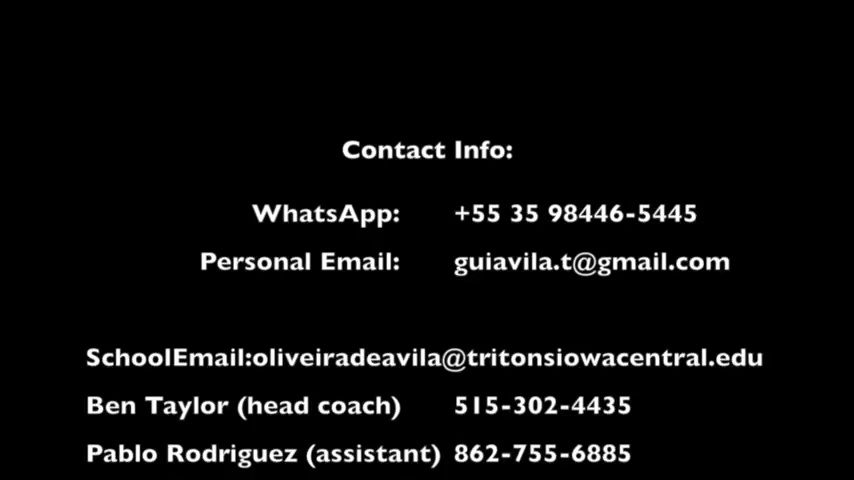 Contact Info:
WhatsApp: +55 35 98446-5445
Personal Email: guiavila.t@gmail.com
SchoolEmail:oliveiradeavila@tritonsiowacentral.edu
Ben Taylor (head coach) 515-302-4435
Pablo Rodriguez (assistant) 862-755-6885